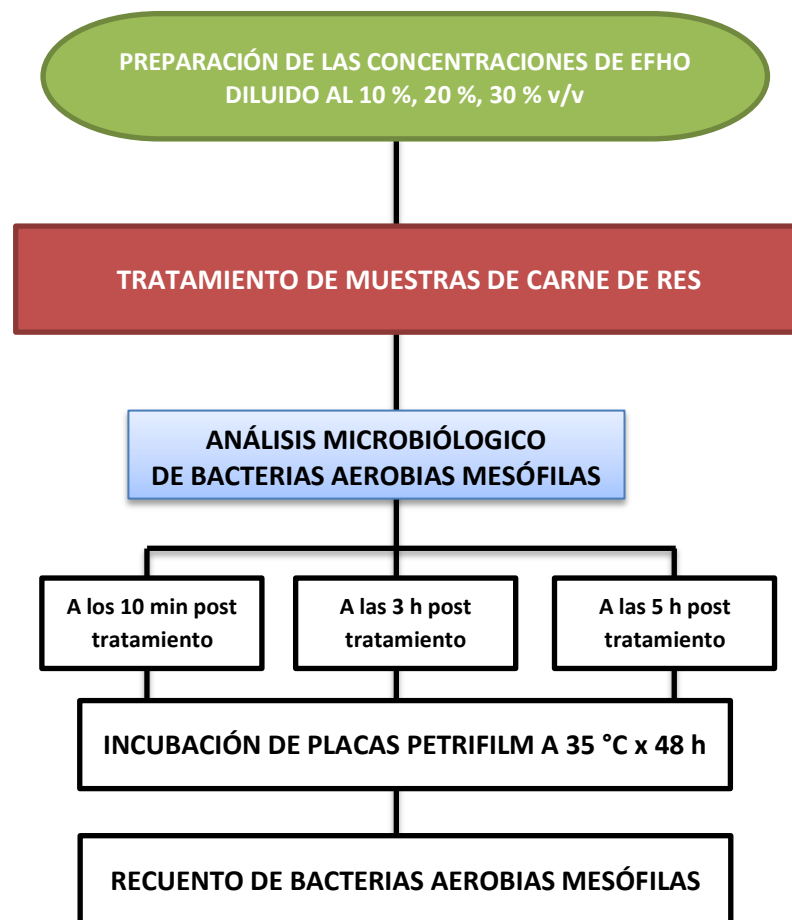 PREPARACIÓN DE LAS CONCENTRACIONES DE EFHO
DILUIDO AL 10 %, 20 %, 30 % v/v
TRATAMIENTO DE MUESTRAS DE CARNE DE RES
ANÁLISIS MICROBIÓLOGICO
DE BACTERIAS AEROBIAS MESÓFILAS
A los 10 min post
tratamiento
A las 3 h post
tratamiento
A las 5 h post
tratamiento
INCUBACIÓN DE PLACAS PETRIFILM A 35 °C x 48 h
RECUENTO DE BACTERIAS AEROBIAS MESÓFILAS